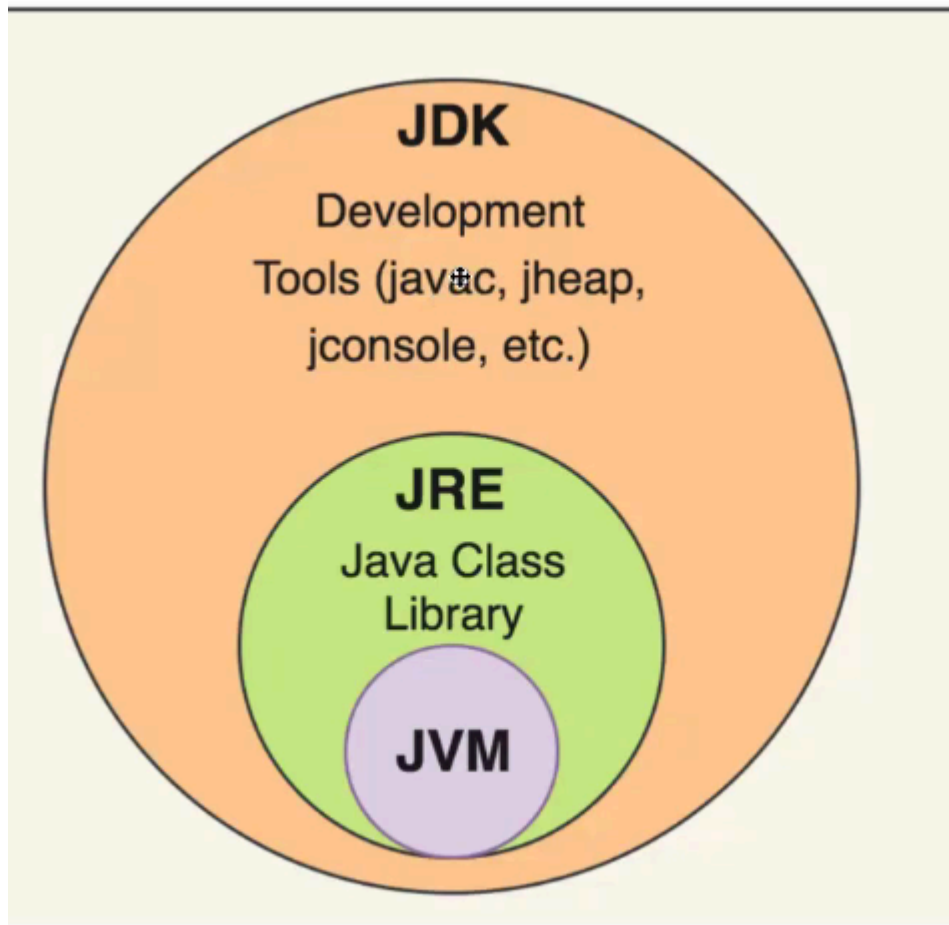 JDK
Development
Tools (javac, jheap,
jconsole, etc.)
JRE
Java Class
Library
JVM